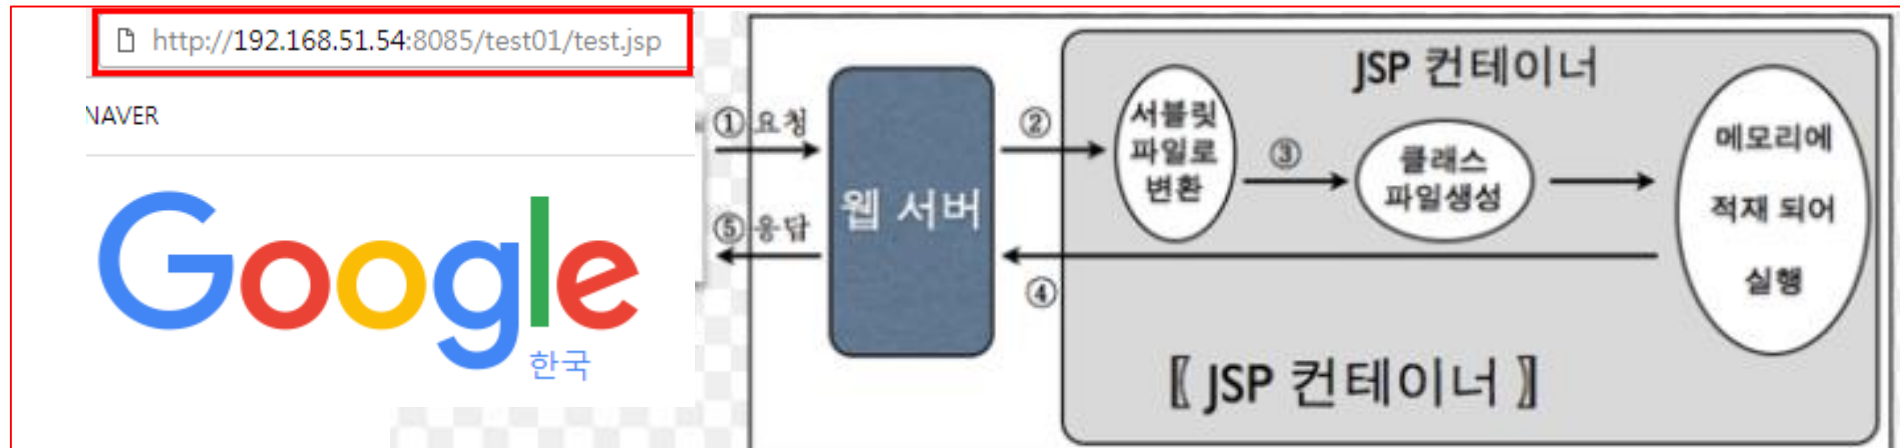 http://192.168.51.54:8085/test01/test.jsp
NAVER
Google
한국
① 요청
⑤ 응답
웹 서버
②
④
JSP 컨테이너
서블릿
파일로
변환
③
클래스
파일생성
메모리에
적재 되어
실행
〖 JSP 컨테이너 〗